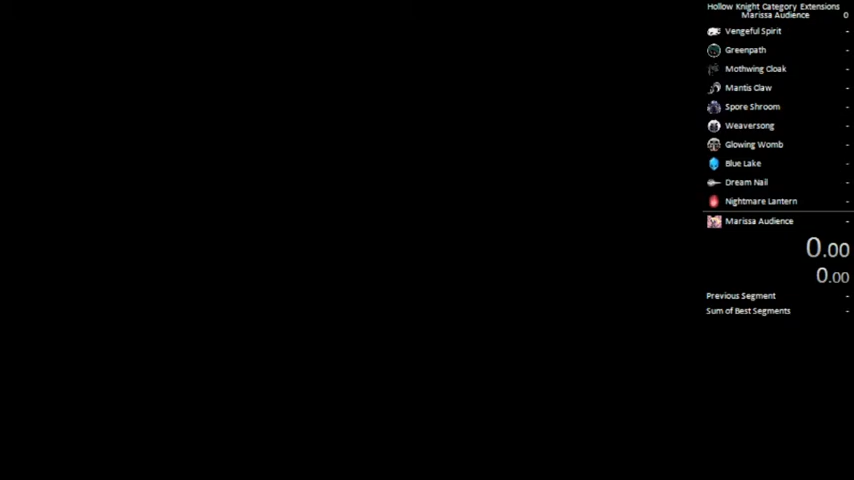 Hollow Knight Category Extensions
Marissa Audience 0
Vengeful Spirit -
Greenpath -
Mothwing Cloak -
Mantis Claw -
Spore Shroom -
Weaversong -
Glowing Womb -
Blue Lake -
Dream Nail -
Nightmare Lantern -
Marissa Audience -
0.00
0.00
Previous Segment -
Sum of Best Segments -